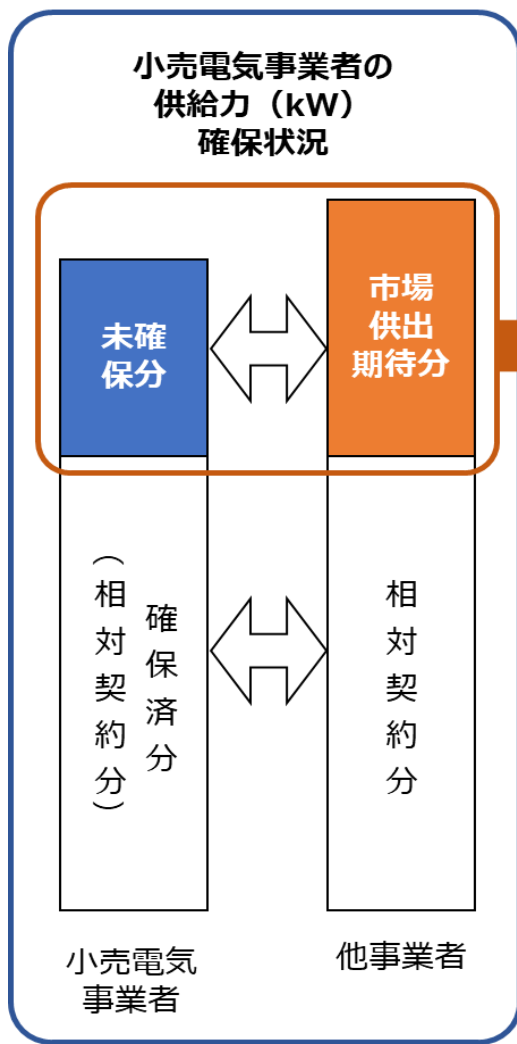 小売電気事業者の
供給力（kW）
確保状況
未確
保分
市場
供出
期待分
確保済分
（相対契約分）
相対契約分
小売電気
事業者
他事業者